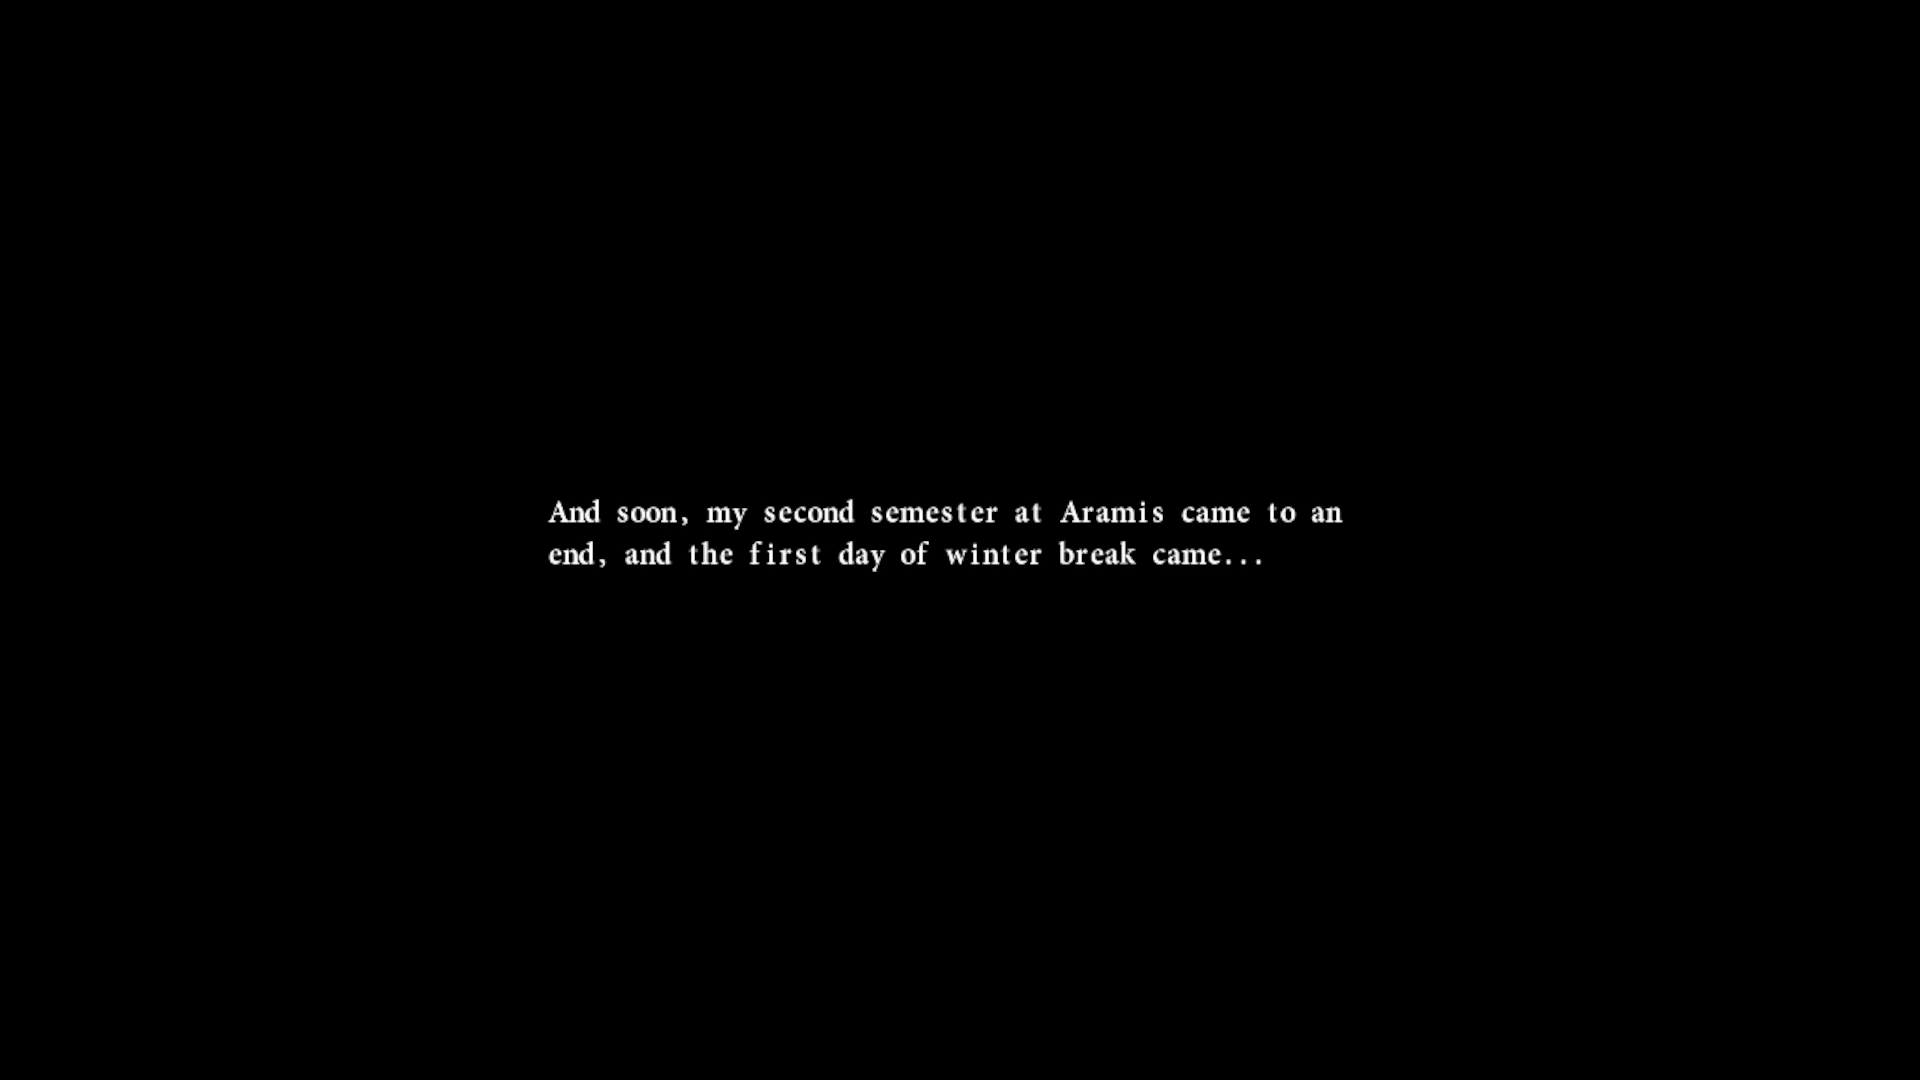 And soon, my second semester at Aramis came to an
end, and the first day of winter break came...